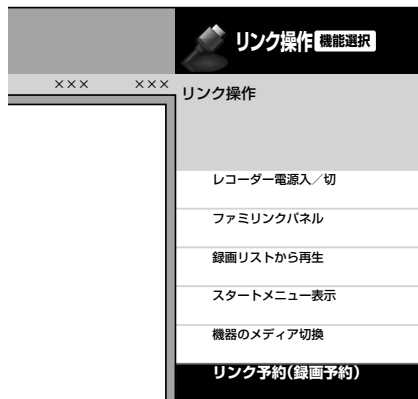 リンク操作 機能選択
××× ×××
リンク操作
レコーダー電源入／切
ファミリンクパネル
録画リストから再生
スタートメニュー表示
機器のメディア切換
リンク予約(録画予約)